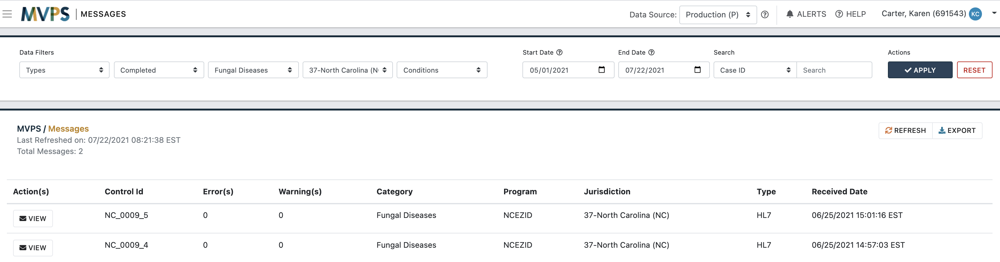 MVPS | MESSAGES Data Source: Production (P) ALERTS HELP Carter, Karen (691543) KC
Data Filters Start Date End Date Search Actions
Types Completed Fungal Diseases 37-North Carolina (N Conditions 05/01/2021 07/22/2021 Case ID Search APPLY RESET
MVPS / Messages REFRESH EXPORT
Last Refreshed on: 07/22/2021 08:21:38 EST
Total Messages: 2
Action(s) Control Id Error(s) Warning(s) Category Program Jurisdiction Type Received Date
VIEW NC_0009_5 0 0 Fungal Diseases NCEZID 37-North Carolina (NC) HL7 06/25/2021 15:01:16 EST
VIEW NC_0009_4 0 0 Fungal Diseases NCEZID 37-North Carolina (NC) HL7 06/25/2021 14:57:03 EST